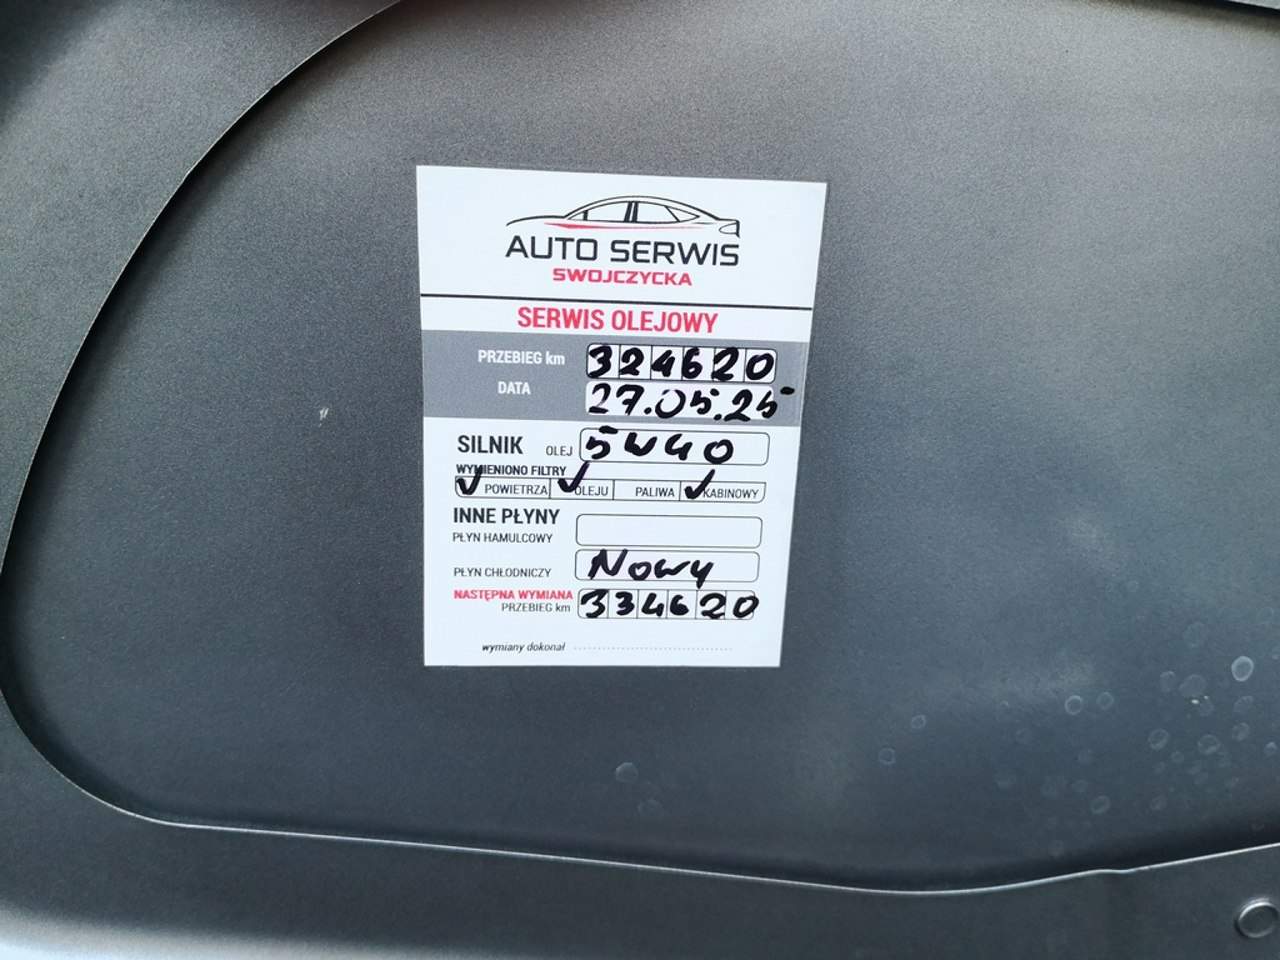 AUTO SERWIS
SWOJCZYCKA
SERWIS OLEJOWY
PRZEBIEG km 324620
DATA 27.05.25
SILNIK OLEJ 5W40
WYMIENIONO FILTRY
POWIETRZA OLEJU PALIWA KABINOWY
INNE PŁYNY
PŁYN HAMULCOWY
PŁYN CHŁODNICZY Nowy
NASTĘPNA WYMIANA
PRZEBIEG km 334620
wymiany dokonał